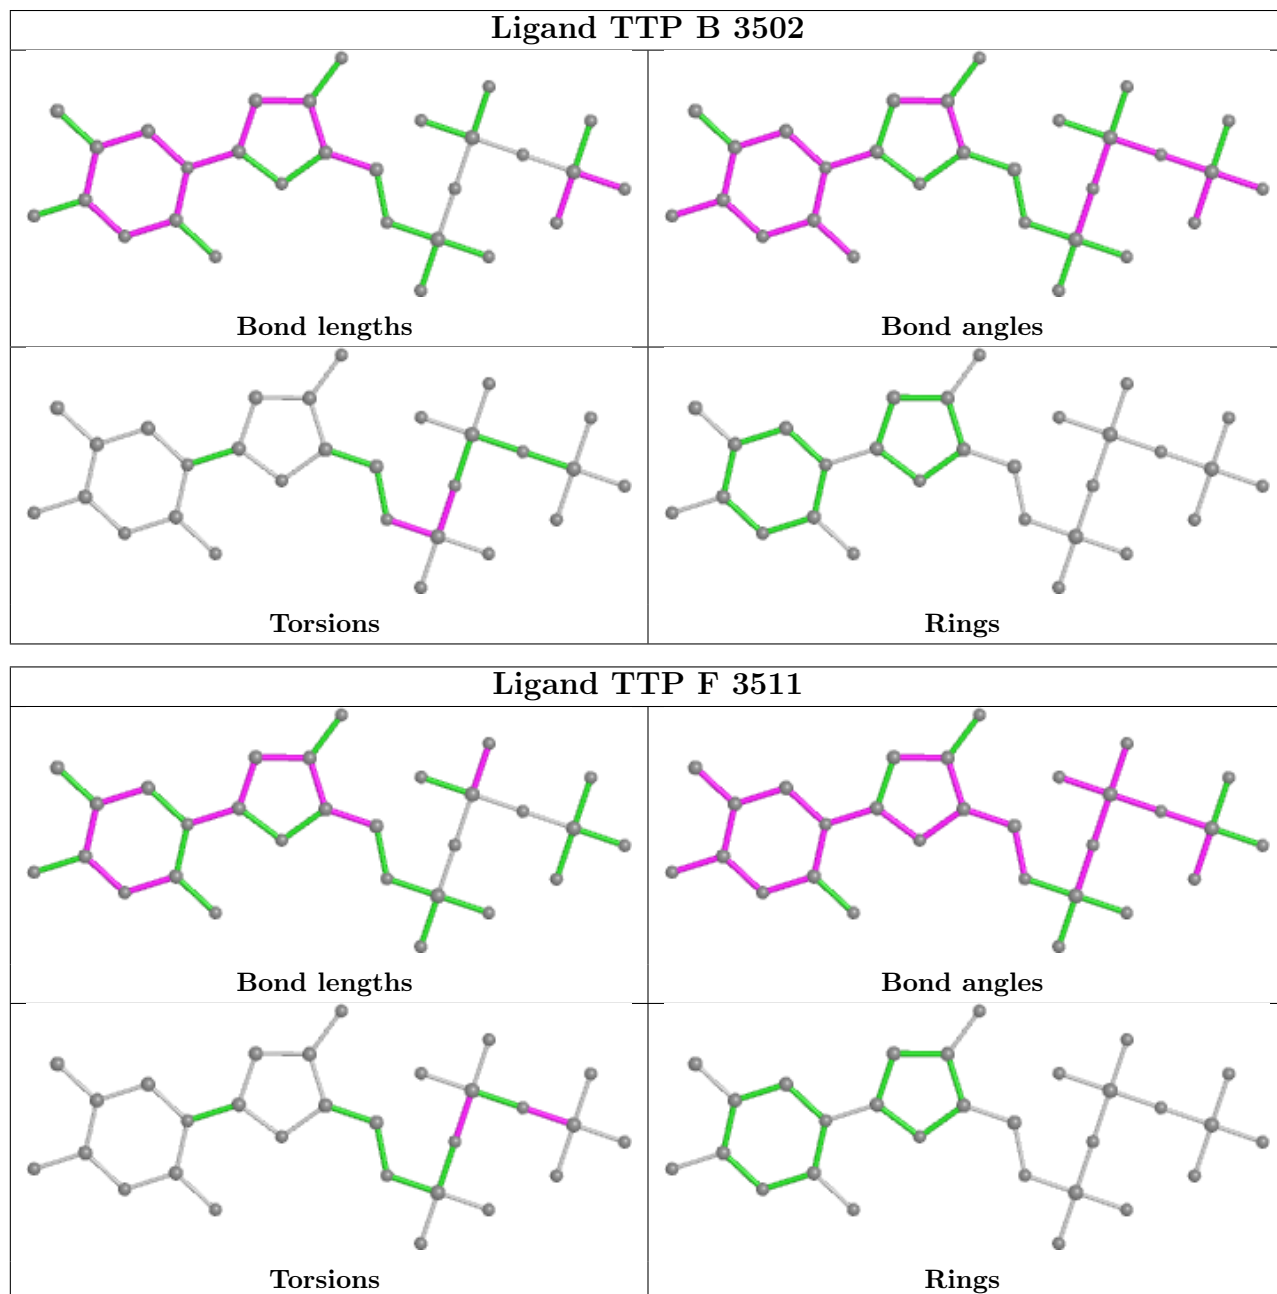 Ligand TTP B 3502
Bond lengths
Bond angles
Torsions
Rings
Ligand TTP F 3511
Bond lengths
Bond angles
Torsions
Rings